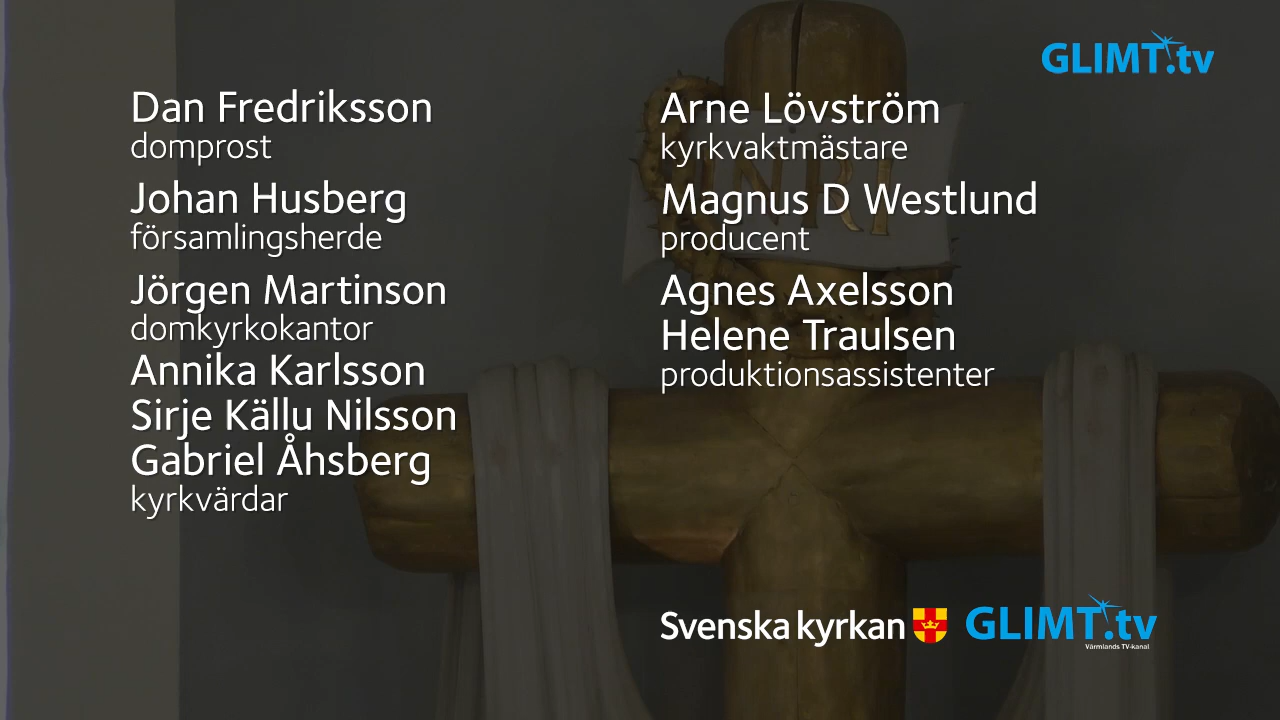 GLIMT.tv
Dan Fredriksson
domprost
Johan Husberg
församlingsherde
Jörgen Martinson
domkyrkokantor
Annika Karlsson
Sirje Källu Nilsson
Gabriel Åhsberg
kyrkvärdar
Arne Lövström
kyrkvaktmästare
Magnus D Westlund
producent
Agnes Axelsson
Helene Traulsen
produktionsassistenter
INRI
Svenska kyrkan
GLIMT.tv
Värmlands TV-kanal